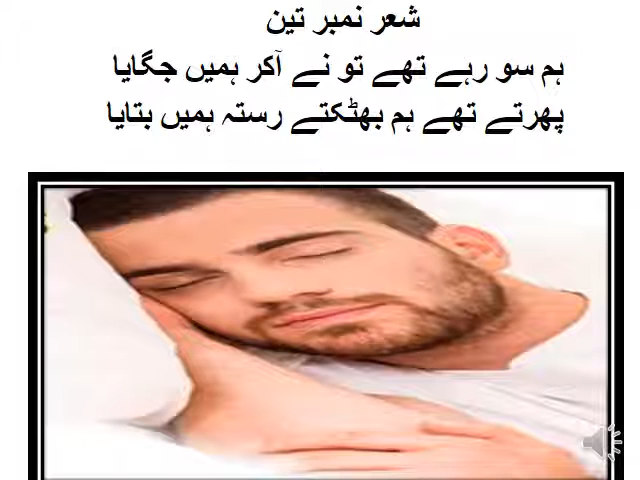 شعر نمبر تین
ہم سو رہے تھے تو نے آکر ہمیں جگایا
پھرتے تھے ہم بھٹکتے رستہ ہمیں بتایا